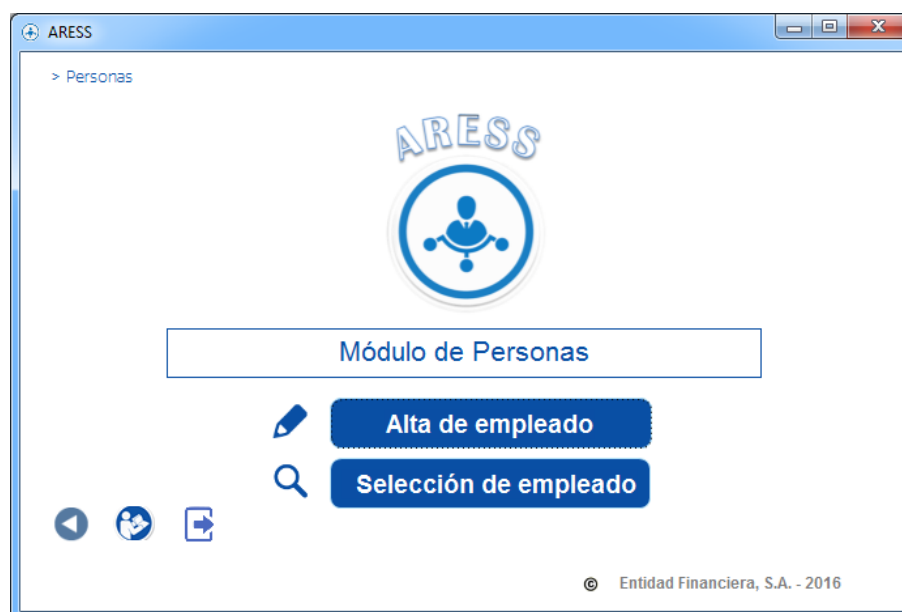 ARESS
> Personas
ARESS
Módulo de Personas
Alta de empleado
Selección de empleado
© Entidad Financiera, S.A. - 2016